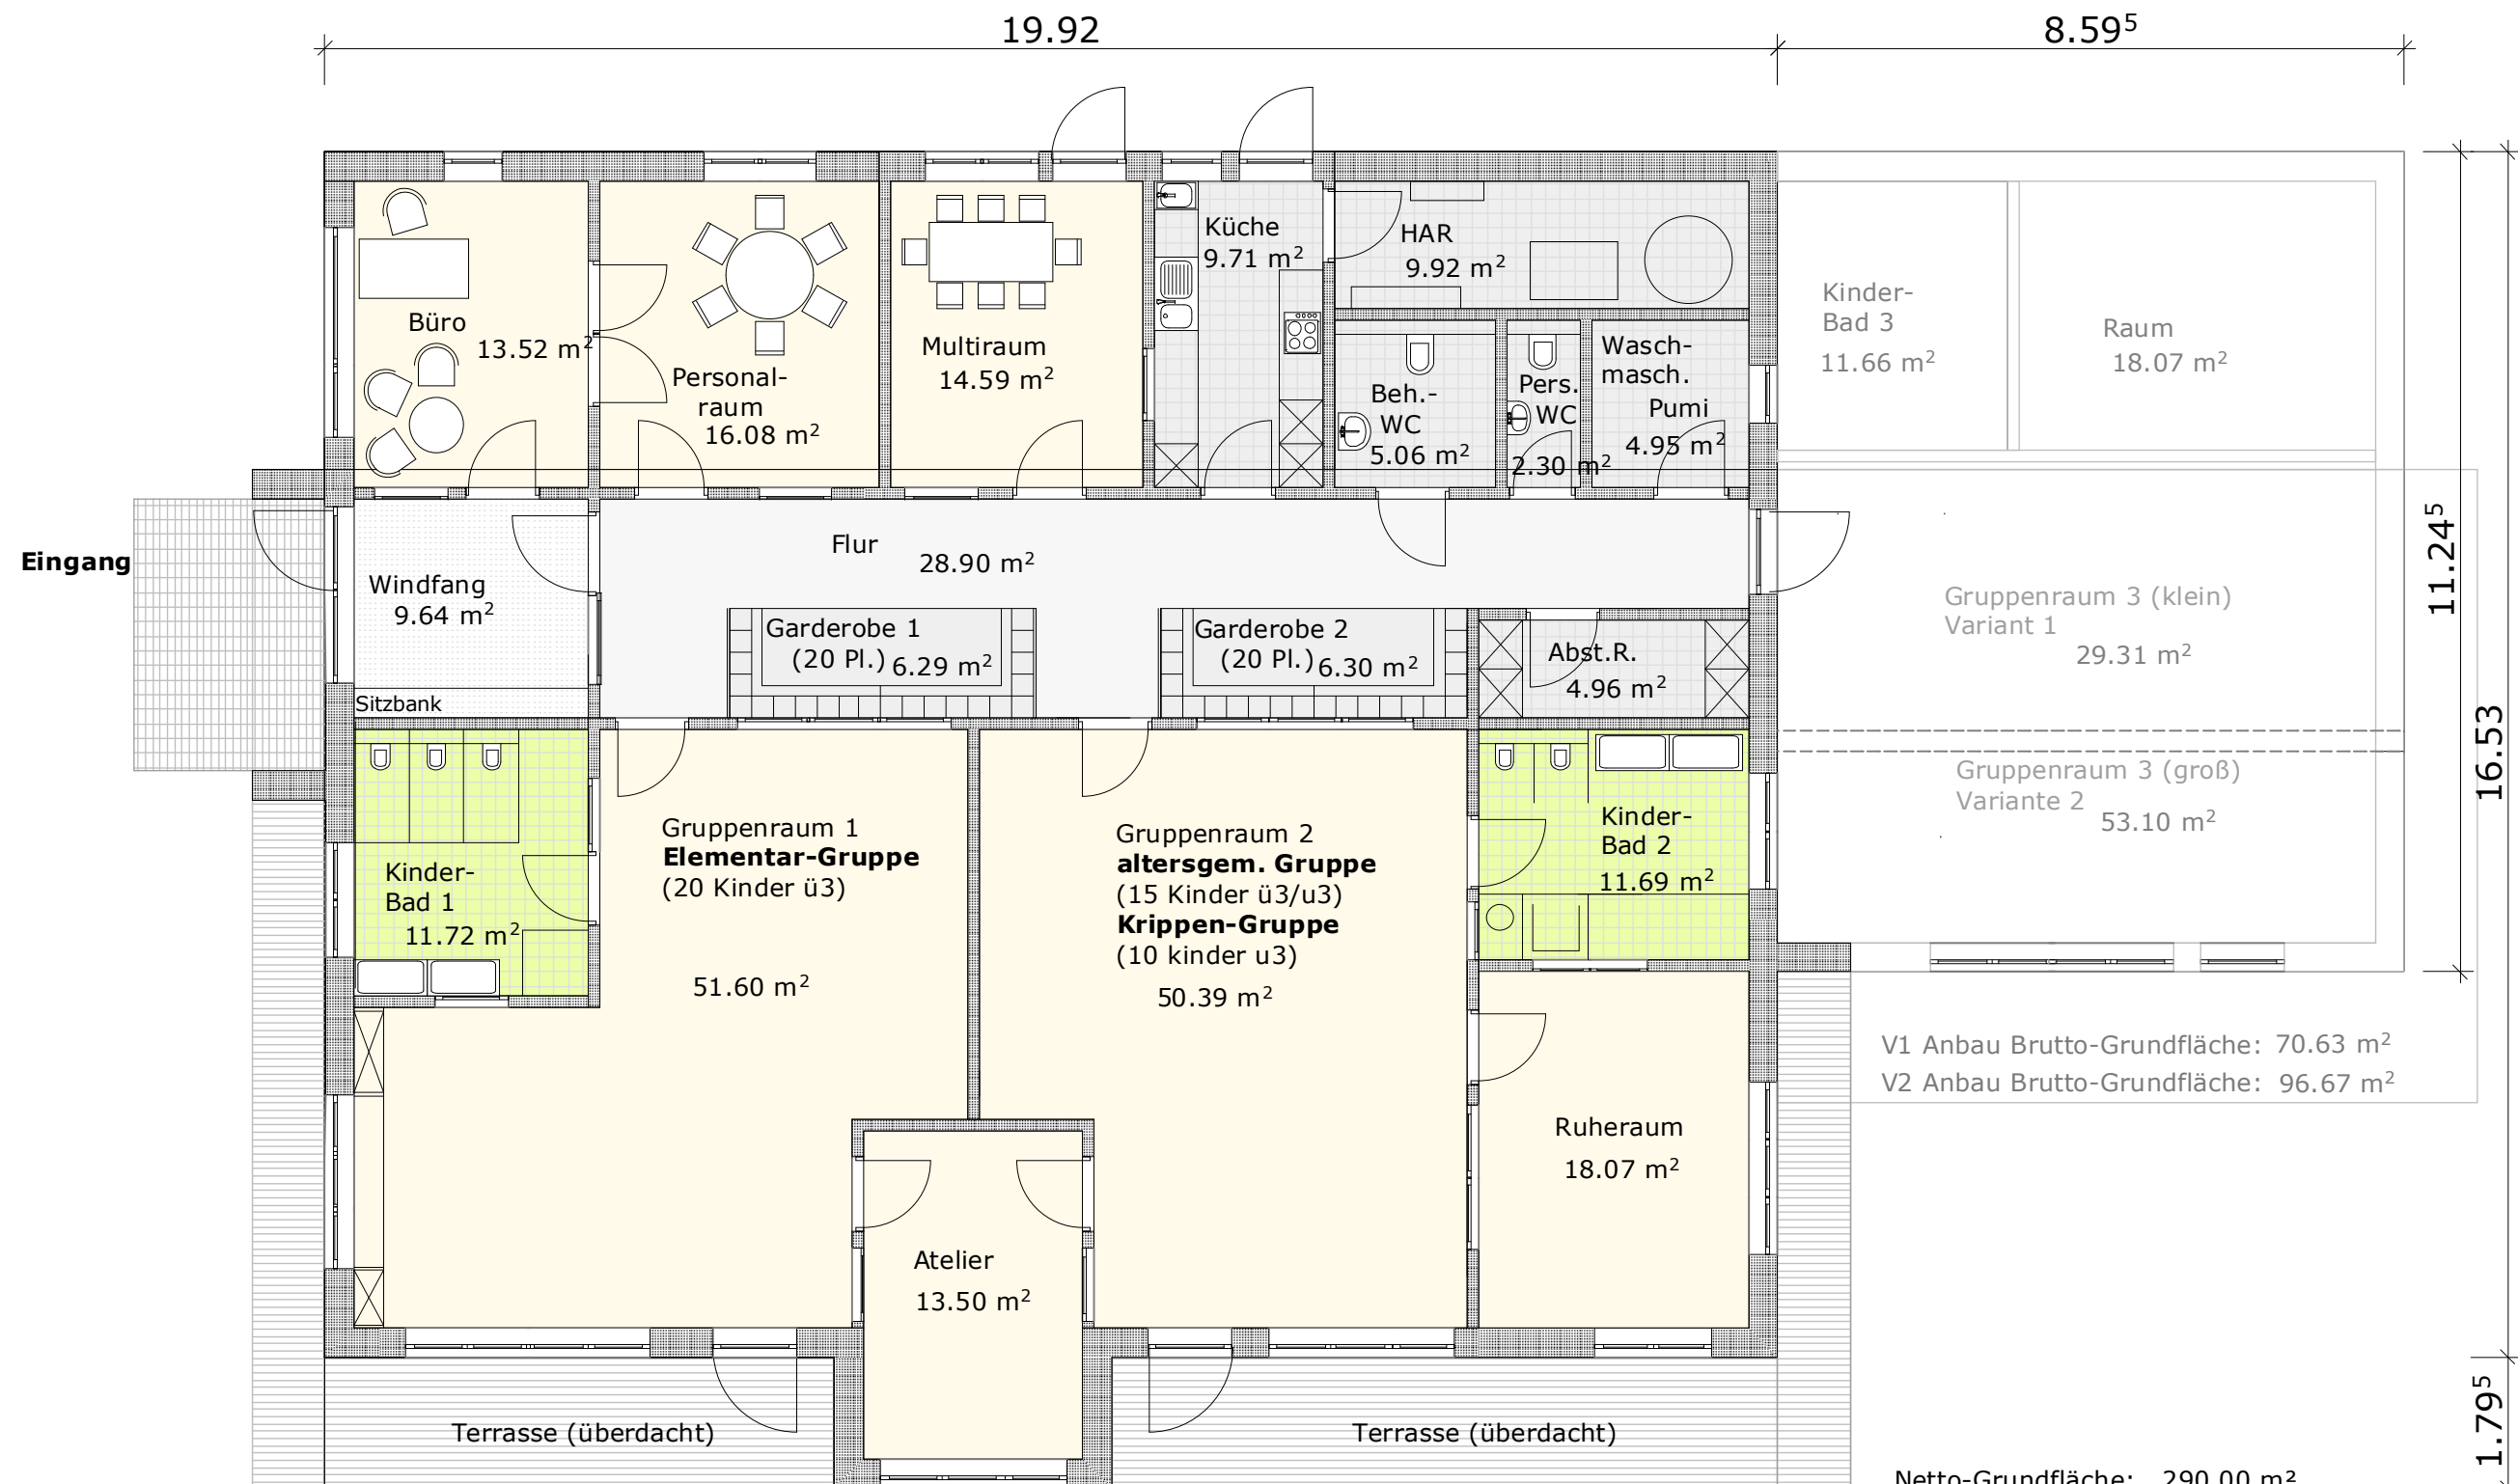 19.92
8.59⁵
Küche
9.71 m²
HAR
9.92 m²
Büro
13.52 m²
Personal-
raum
16.08 m²
Multiraum
14.59 m²
Beh.-
WC
5.06 m²
Pers.
WC
2.30 m²
Wasch-
masch.
Pumi
4.95 m²
Kinder-
Bad 3
11.66 m²
Raum
18.07 m²
Eingang
Windfang
9.64 m²
Sitzbank
Flur
28.90 m²
Garderobe 1
(20 Pl.) 6.29 m²
Garderobe 2
(20 Pl.) 6.30 m²
Abst.R.
4.96 m²
Gruppenraum 3 (klein)
Variant 1
29.31 m²
Gruppenraum 3 (groß)
Variante 2
53.10 m²
11.24⁵
16.53
Kinder-
Bad 1
11.72 m²
Gruppenraum 1
Elementar-Gruppe
(20 Kinder ü3)
51.60 m²
Gruppenraum 2
altersgem. Gruppe
(15 Kinder ü3/u3)
Krippen-Gruppe
(10 kinder u3)
50.39 m²
Kinder-
Bad 2
11.69 m²
V1 Anbau Brutto-Grundfläche: 70.63 m²
V2 Anbau Brutto-Grundfläche: 96.67 m²
Ruheraum
18.07 m²
Atelier
13.50 m²
Terrasse (überdacht)
Terrasse (überdacht)
1.79⁵
Netto-Grundfläche: 290.00 m²